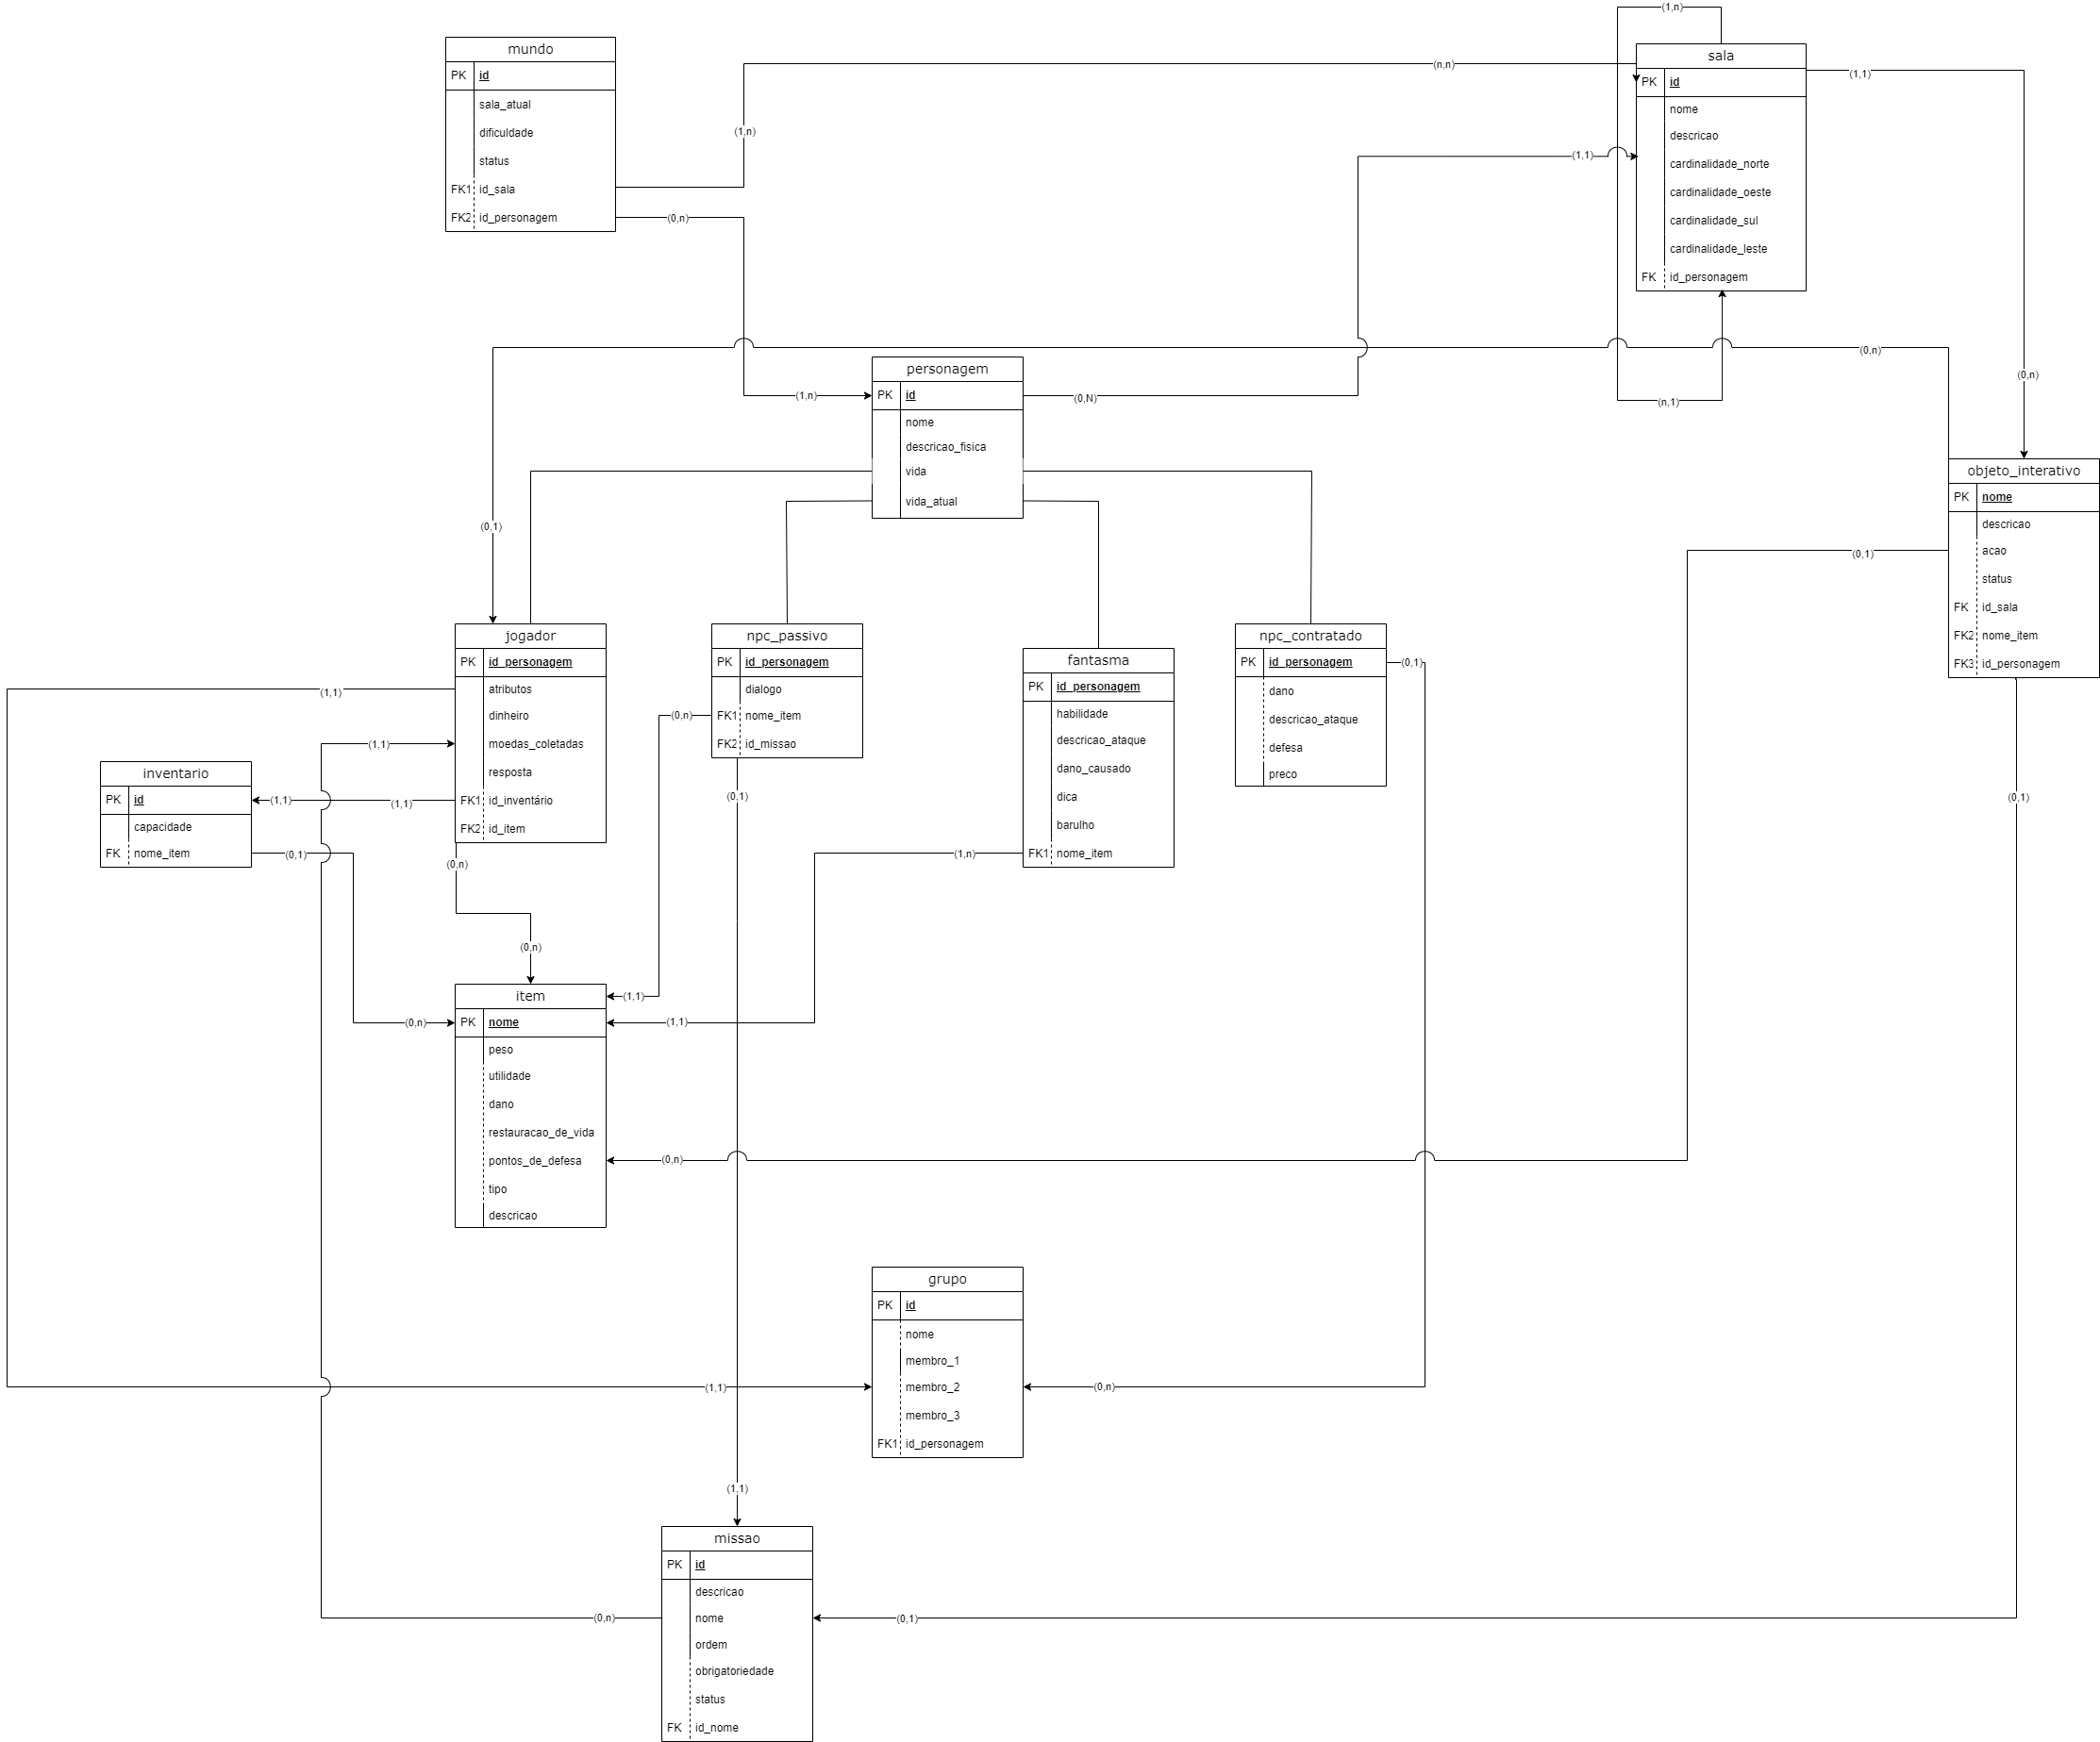 mundo
PK id
sala_atual
dificuldade
status
FK1 id_sala
FK2 id_personagem
(1,n)
(n,n)
(0,n)
(1,n)
(1,n)
sala
PK id
nome
descricao
cardinalidade_norte
cardinalidade_oeste
cardinalidade_sul
cardinalidade_leste
FK id_personagem
(1,1)
(1,1)
(0,n)
(n,1)
(0,n)
personagem
PK id
nome
descricao_fisica
vida
vida_atual
(0,N)
(0,1)
objeto_interativo
PK nome
descricao
acao
status
FK id_sala
FK2 nome_item
FK3 id_personagem
(0,1)
(0,1)
jogador
PK id_personagem
atributos
dinheiro
moedas_coletadas
resposta
FK1 id_inventário
FK2 id_item
(1,1)
(1,1)
(1,1)
(1,1)
(0,n)
(0,n)
npc_passivo
PK id_personagem
dialogo
FK1 nome_item
FK2 id_missao
(0,n)
(0,1)
(1,1)
fantasma
PK id_personagem
habilidade
descricao_ataque
dano_causado
dica
barulho
FK1 nome_item
(1,n)
(1,1)
npc_contratado
PK id_personagem
dano
descricao_ataque
defesa
preco
(0,1)
inventario
PK id
capacidade
FK nome_item
(0,1)
(0,n)
item
PK nome
peso
utilidade
dano
restauracao_de_vida
pontos_de_defesa
tipo
descricao
(0,n)
grupo
PK id
nome
membro_1
membro_2
membro_3
FK1 id_personagem
(1,1)
(0,n)
(1,1)
missao
PK id
descricao
nome
ordem
obrigatoriedade
status
FK id_nome
(0,n)
(0,1)